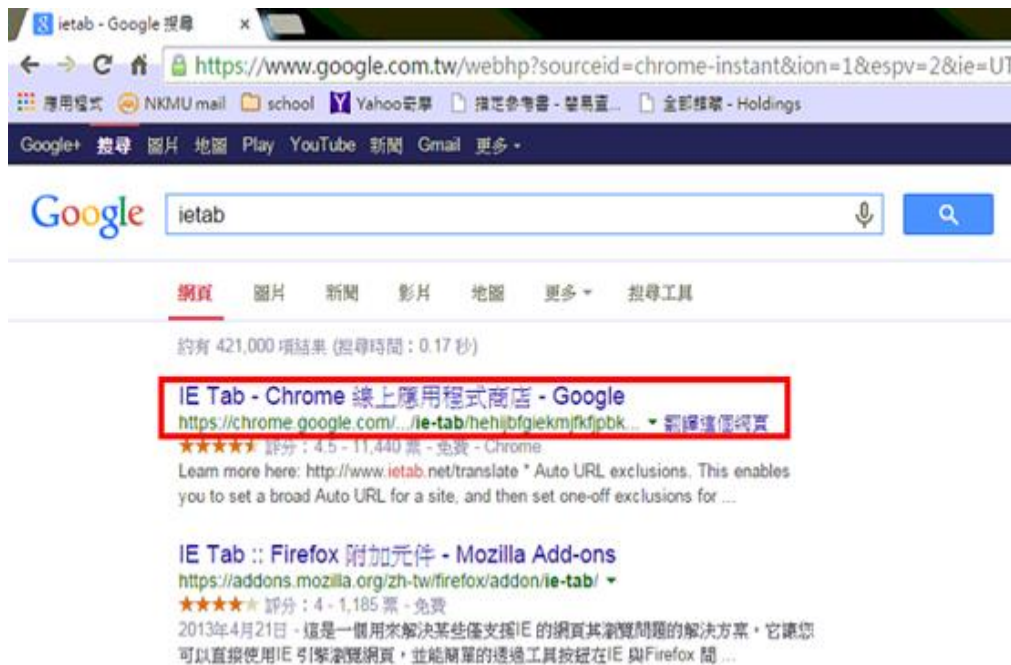 ietab - Google 搜尋
https://www.google.com.tw/webhp?sourceid=chrome-instant&ion=1&espv=2&ie=UT
應用程式 NKMU mail school Yahoo奇摩 指定參考書 - 簡易查... 全部館藏 - Holdings
Google+ 搜尋 圖片 地圖 Play YouTube 新聞 Gmail 更多
Google ietab
網頁 圖片 新聞 影片 地圖 更多 搜尋工具
約有 421,000 項結果 (搜尋時間：0.17 秒)
IE Tab - Chrome 線上應用程式商店 - Google
https://chrome.google.com/.../ie-tab/hehijbfgiekmjfkfjpbk... 翻譯這個網頁
評分：4.5 - 11,440 票 - 免費 - Chrome
Learn more here: http://www.ietab.net/translate * Auto URL exclusions. This enables
you to set a broad Auto URL for a site, and then set one-off exclusions for ...
IE Tab :: Firefox 附加元件 - Mozilla Add-ons
https://addons.mozilla.org/zh-tw/firefox/addon/ie-tab/
評分：4 - 1,185 票 - 免費
2013年4月21日 - 這是一個用來解決某些僅支援IE 的網頁其瀏覽問題的解決方案，它讓您
可以直接使用IE 引擎瀏覽網頁，並能簡單的透過工具按鈕在IE 與Firefox 間 ...